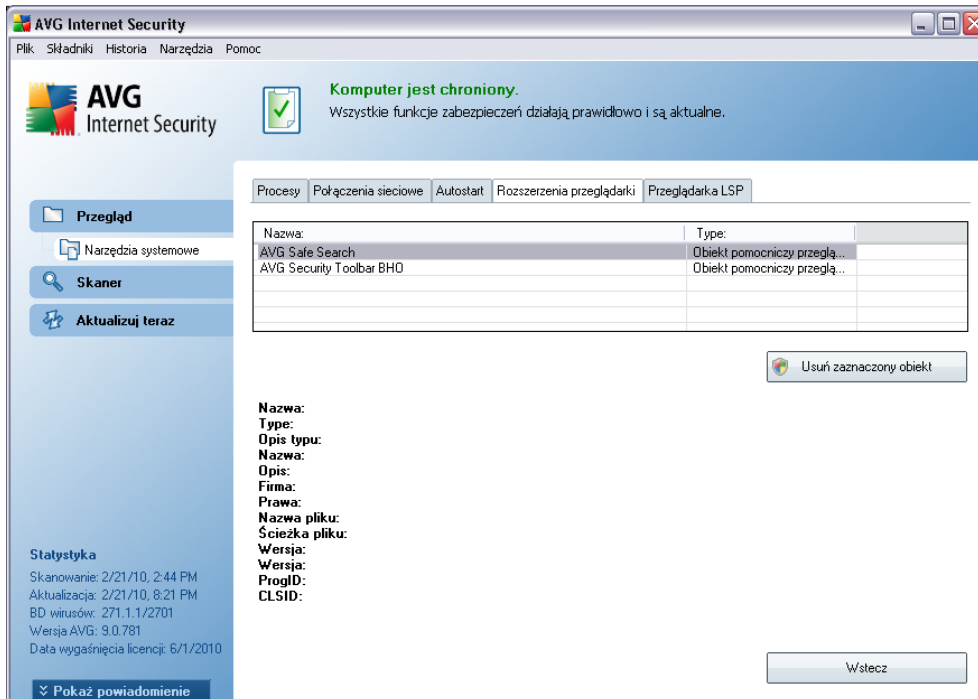 AVG Internet Security
Plik Składniki Historia Narzędzia Pomoc
AVG
Internet Security
Komputer jest chroniony.
Wszystkie funkcje zabezpieczeń działają prawidłowo i są aktualne.
Przegląd
Narzędzia systemowe
Skaner
Aktualizuj teraz
Procesy Połączenia sieciowe Autostart Rozszerzenia przeglądarki Przeglądarka LSP
Nazwa: Type:
AVG Safe Search Obiekt pomocniczy przeglą...
AVG Security Toolbar BHO Obiekt pomocniczy przeglą...
Usuń zaznaczony obiekt
Nazwa:
Type:
Opis typu:
Nazwa:
Opis:
Firma:
Prawa:
Nazwa pliku:
Ścieżka pliku:
Wersja:
Wersja:
ProgID:
CLSID:
Statystyka
Skanowanie: 2/21/10, 2:44 PM
Aktualizacja: 2/21/10, 8:21 PM
BD wirusów: 271.1.1/2701
Wersja AVG: 9.0.781
Data wygaśnięcia licencji: 6/1/2010
Pokaż powiadomienie
Wstecz